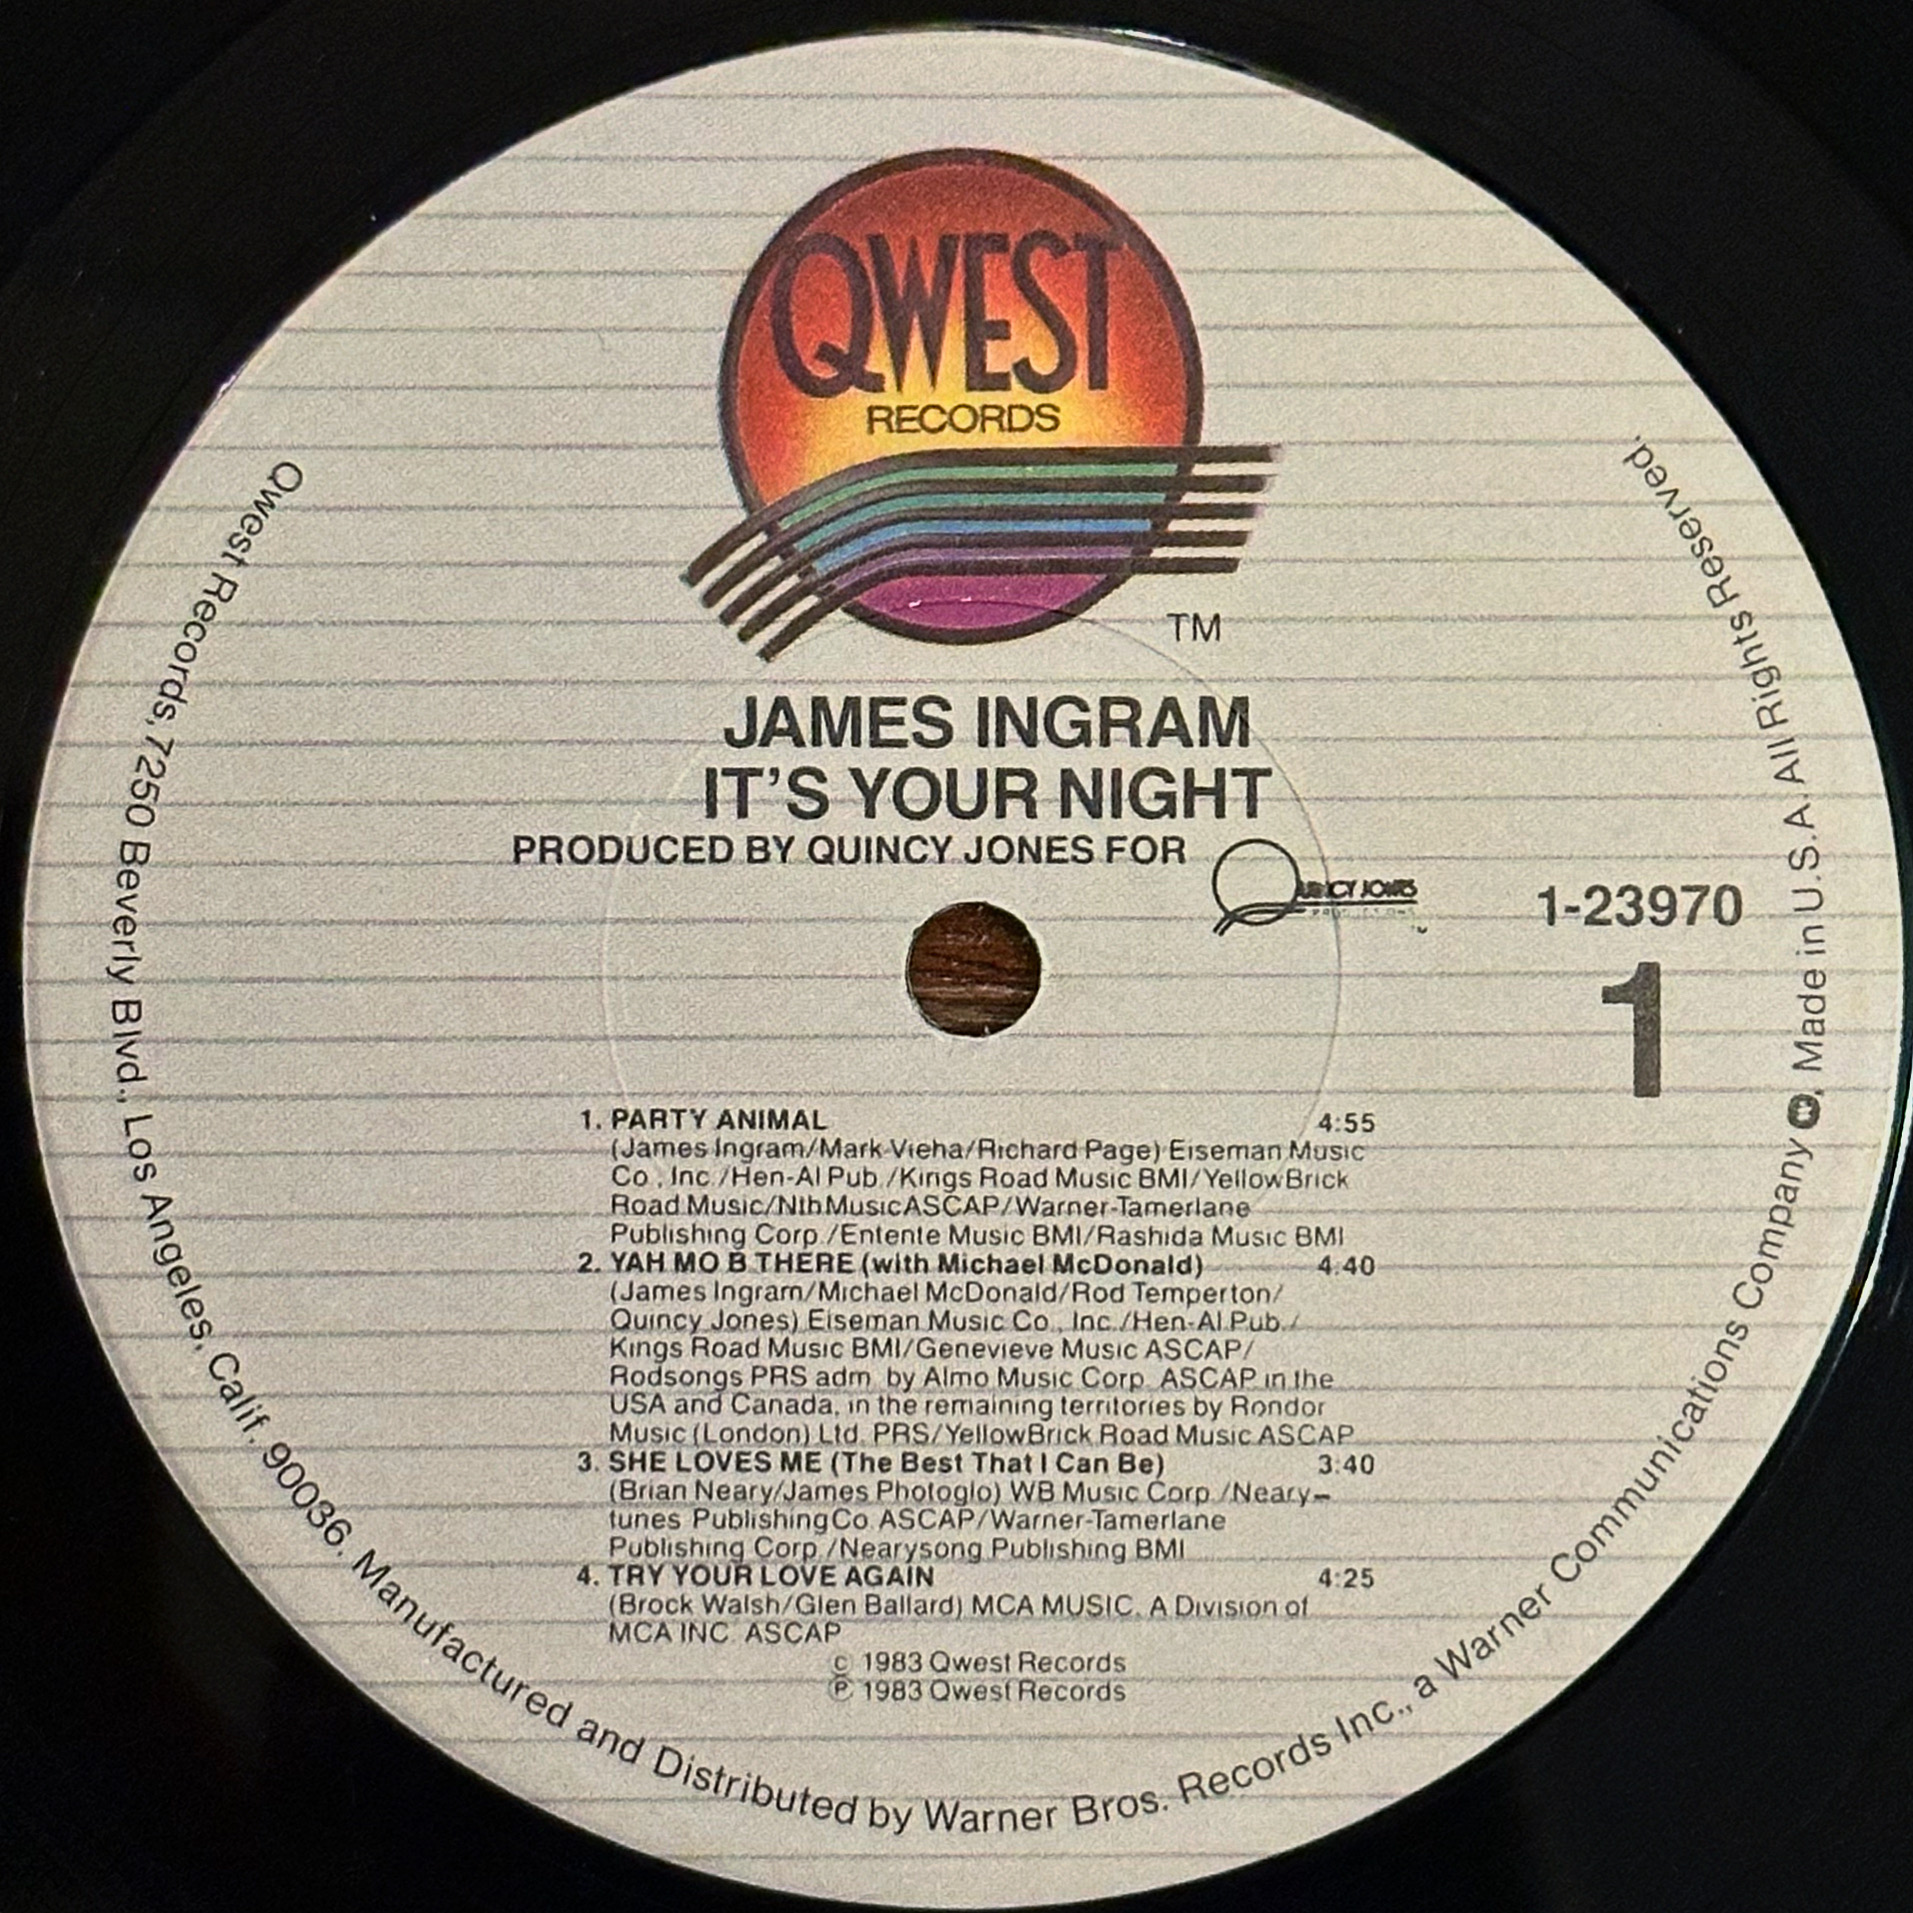 QWEST
RECORDS
TM
JAMES INGRAM
IT'S YOUR NIGHT
PRODUCED BY QUINCY JONES FOR
QUINCY JONES
PRODUCTIONS
1-23970
1
1. PARTY ANIMAL 4:55
(James Ingram/Mark Vieha/Richard Page) Eiseman Music
Co., Inc./Hen-Al Pub./Kings Road Music BMI/YellowBrick
Road Music/Nth Music ASCAP/Warner-Tamerlane
Publishing Corp./Entente Music BMI/Rashida Music BMI
2. YAH MO B THERE (with Michael McDonald) 4:40
(James Ingram/Michael McDonald/Rod Temperton/
Quincy Jones) Eiseman Music Co., Inc./Hen-Al Pub./
Kings Road Music BMI/Genevieve Music ASCAP/
Rodsongs PRS adm. by Almo Music Corp. ASCAP in the
USA and Canada, in the remaining territories by Rondor
Music (London) Ltd. PRS/YellowBrick Road Music ASCAP
3. SHE LOVES ME (The Best That I Can Be) 3:40
(Brian Neary/James Photoglo) WB Music Corp./Neary-
tunes Publishing Co. ASCAP/Warner-Tamerlane
Publishing Corp./Nearysong Publishing BMI
4. TRY YOUR LOVE AGAIN 4:25
(Brock Walsh/Glen Ballard) MCA MUSIC, A Division of
MCA INC. ASCAP
© 1983 Qwest Records
℗ 1983 Qwest Records
Qwest Records, 7250 Beverly Blvd., Los Angeles, Calif. 90036. Manufactured and Distributed by Warner Bros. Records Inc., a Warner Communications Company. Made in U.S.A. All Rights Reserved.